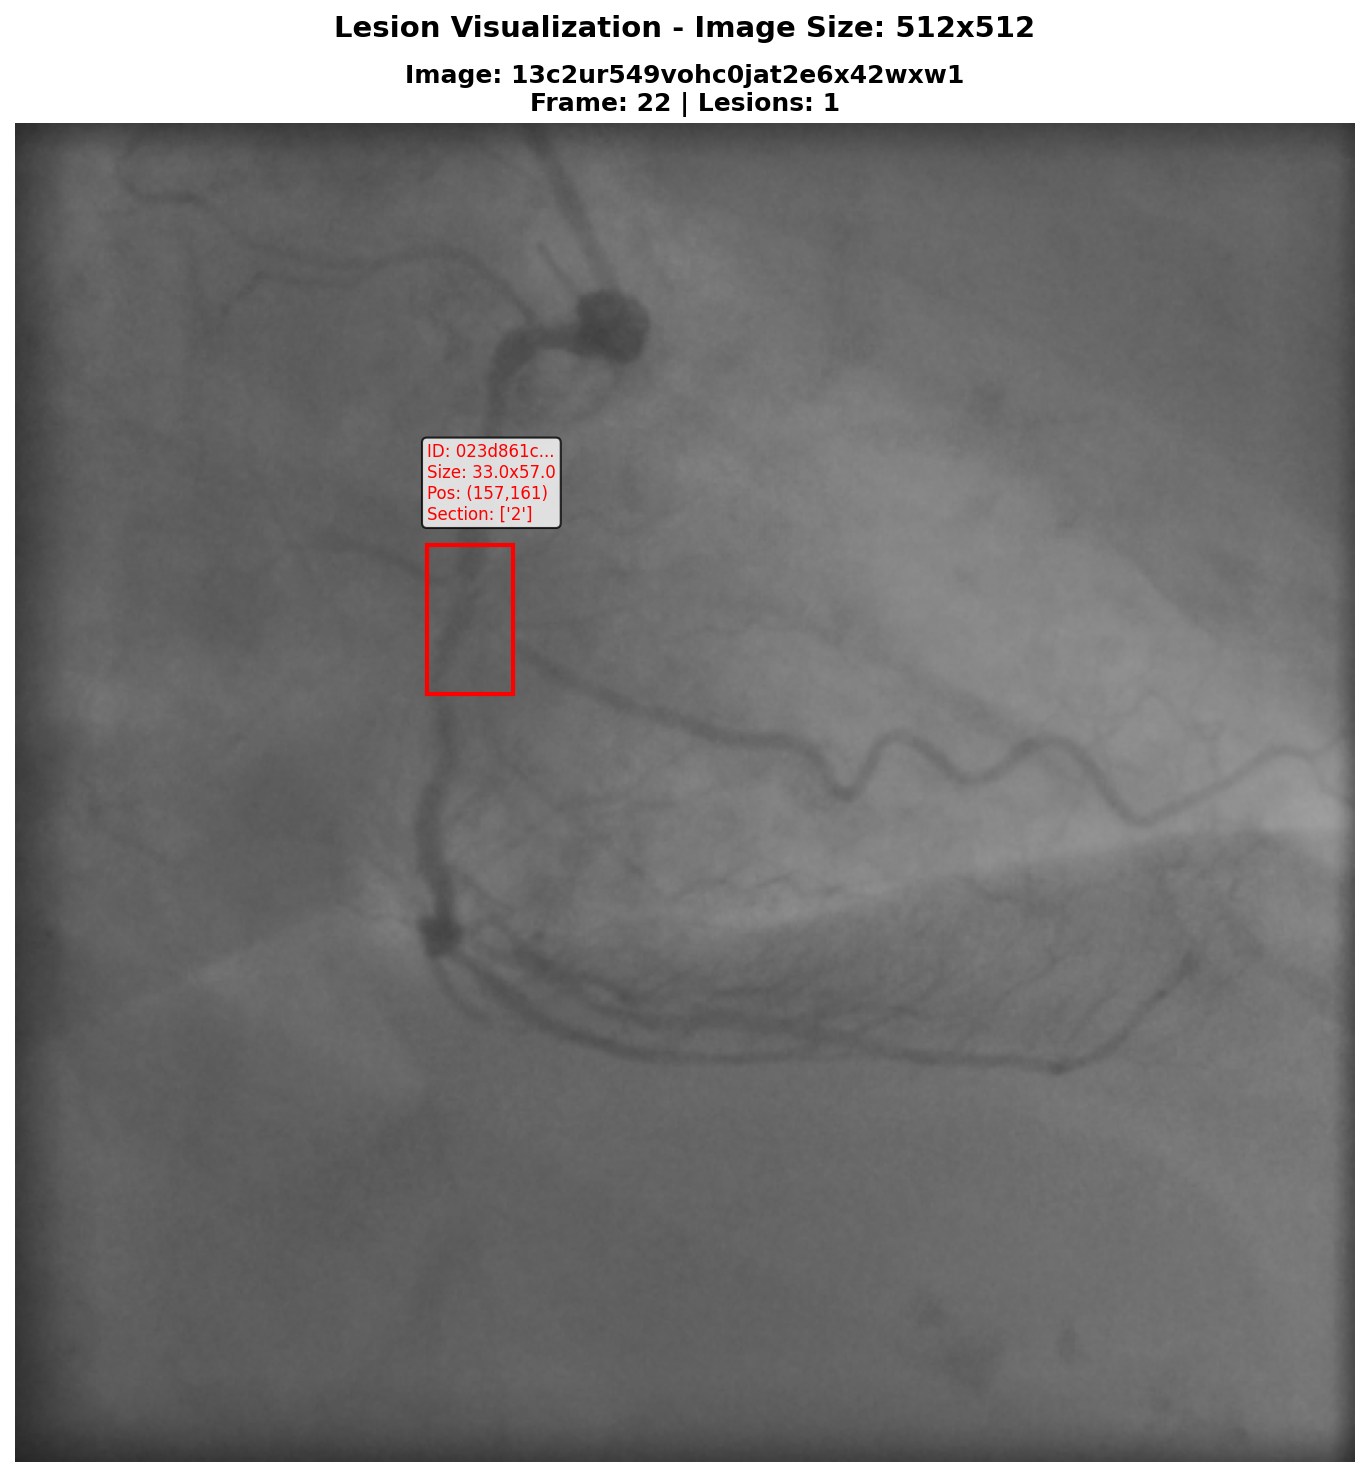 Lesion Visualization - Image Size: 512x512
Image: 13c2ur549vohc0jat2e6x42wxw1
Frame: 22 | Lesions: 1
ID: 023d861c...
Size: 33.0x57.0
Pos: (157,161)
Section: ['2']